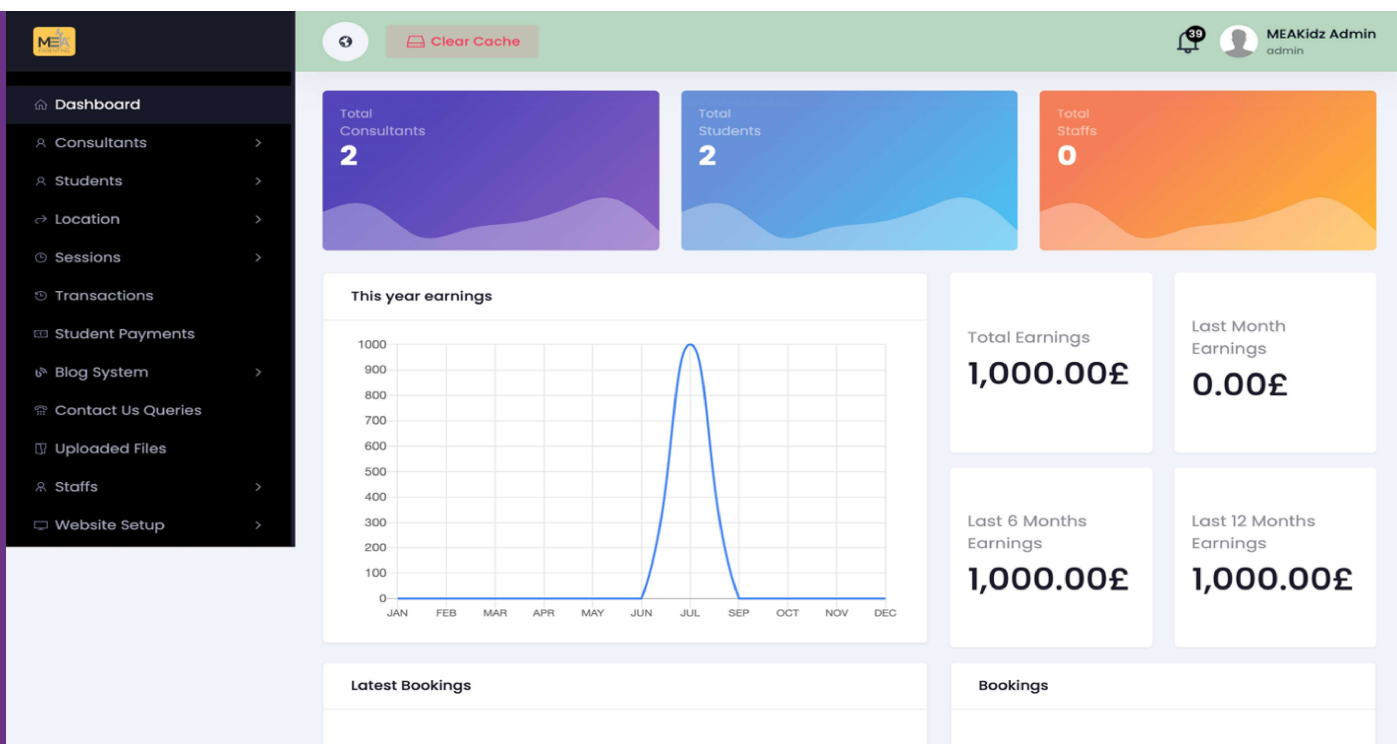 MEA
Clear Cache
39
MEAKidz Admin
admin
Dashboard
Consultants
Students
Location
Sessions
Transactions
Student Payments
Blog System
Contact Us Queries
Uploaded Files
Staffs
Website Setup
Total
Consultants
2
Total
Students
2
Total
Staffs
0
This year earnings
1000
900
800
700
600
500
400
300
200
100
0
JAN FEB MAR APR MAY JUN JUL SEP OCT NOV DEC
Total Earnings
1,000.00£
Last Month
Earnings
0.00£
Last 6 Months
Earnings
1,000.00£
Last 12 Months
Earnings
1,000.00£
Latest Bookings
Bookings